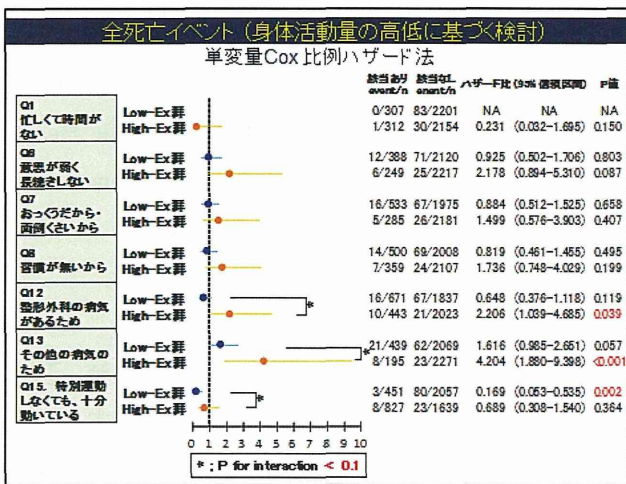 全死亡イベント（身体活動量の高低に基づく検討）
単変量Cox 比例ハザード法
該当あり 該当なし ハザード比 (95% 信頼区間) P値
event/n event/n
Q1
忙しくて時間が
ない
Low-Ex群 0/307 83/2201 NA NA NA
High-Ex群 1/312 30/2154 0.231 (0.032-1.695) 0.150
Q6
意思が弱く
長続きしない
Low-Ex群 12/388 71/2120 0.925 (0.502-1.706) 0.803
High-Ex群 6/249 25/2217 2.178 (0.894-5.310) 0.087
Q7
おっくうだから・
面倒くさいから
Low-Ex群 16/533 67/1975 0.884 (0.512-1.525) 0.658
High-Ex群 5/285 26/2181 1.499 (0.576-3.903) 0.407
Q8
習慣が無いから
Low-Ex群 14/500 69/2008 0.819 (0.461-1.455) 0.495
High-Ex群 7/359 24/2107 1.736 (0.748-4.029) 0.199
Q12
整形外科の病気
があるため
Low-Ex群 16/671 67/1837 0.648 (0.376-1.118) 0.119
High-Ex群 10/443 21/2023 2.206 (1.039-4.685) 0.039
*
Q13
その他の病気の
ため
Low-Ex群 21/439 62/2069 1.616 (0.985-2.651) 0.057
High-Ex群 8/195 23/2271 4.204 (1.880-9.398) <0.001
*
Q15. 特別運動
しなくても、十分
動いている
Low-Ex群 3/451 80/2057 0.169 (0.053-0.535) 0.002
High-Ex群 8/827 23/1639 0.689 (0.308-1.540) 0.364
*
0 1 2 3 4 5 6 7 8 9 10
* ; P for interaction < 0.1